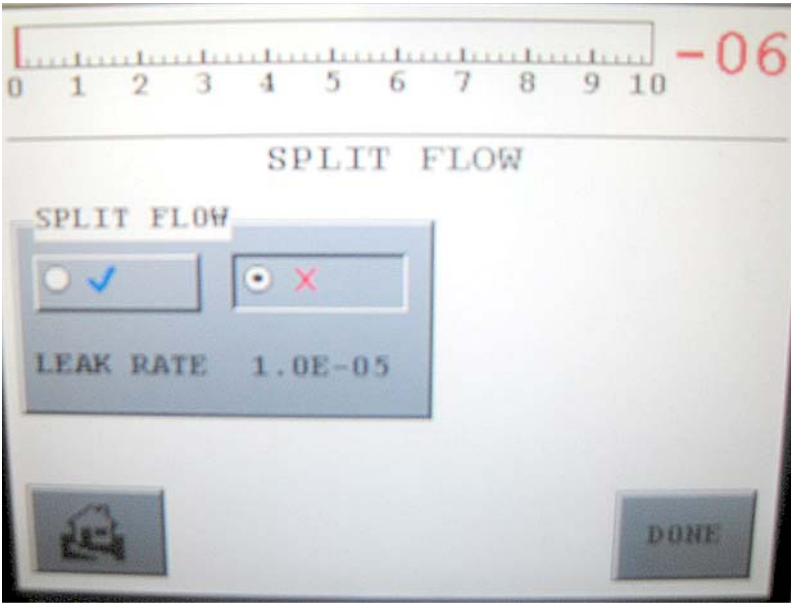 -06
0 1 2 3 4 5 6 7 8 9 10
SPLIT FLOW
SPLIT FLOW
LEAK RATE 1.0E-05
DONE